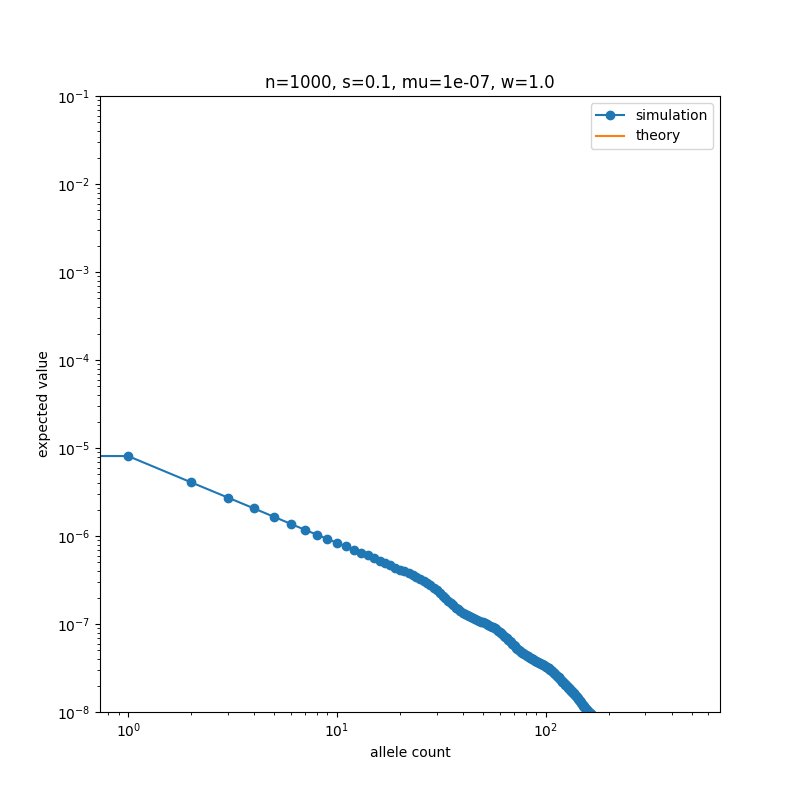 n=1000, s=0.1, mu=1e-07, w=1.0
simulation
theory
10⁻¹
10⁻²
10⁻³
10⁻⁴
10⁻⁵
10⁻⁶
10⁻⁷
10⁻⁸
expected value
10⁰ 10¹ 10²
allele count